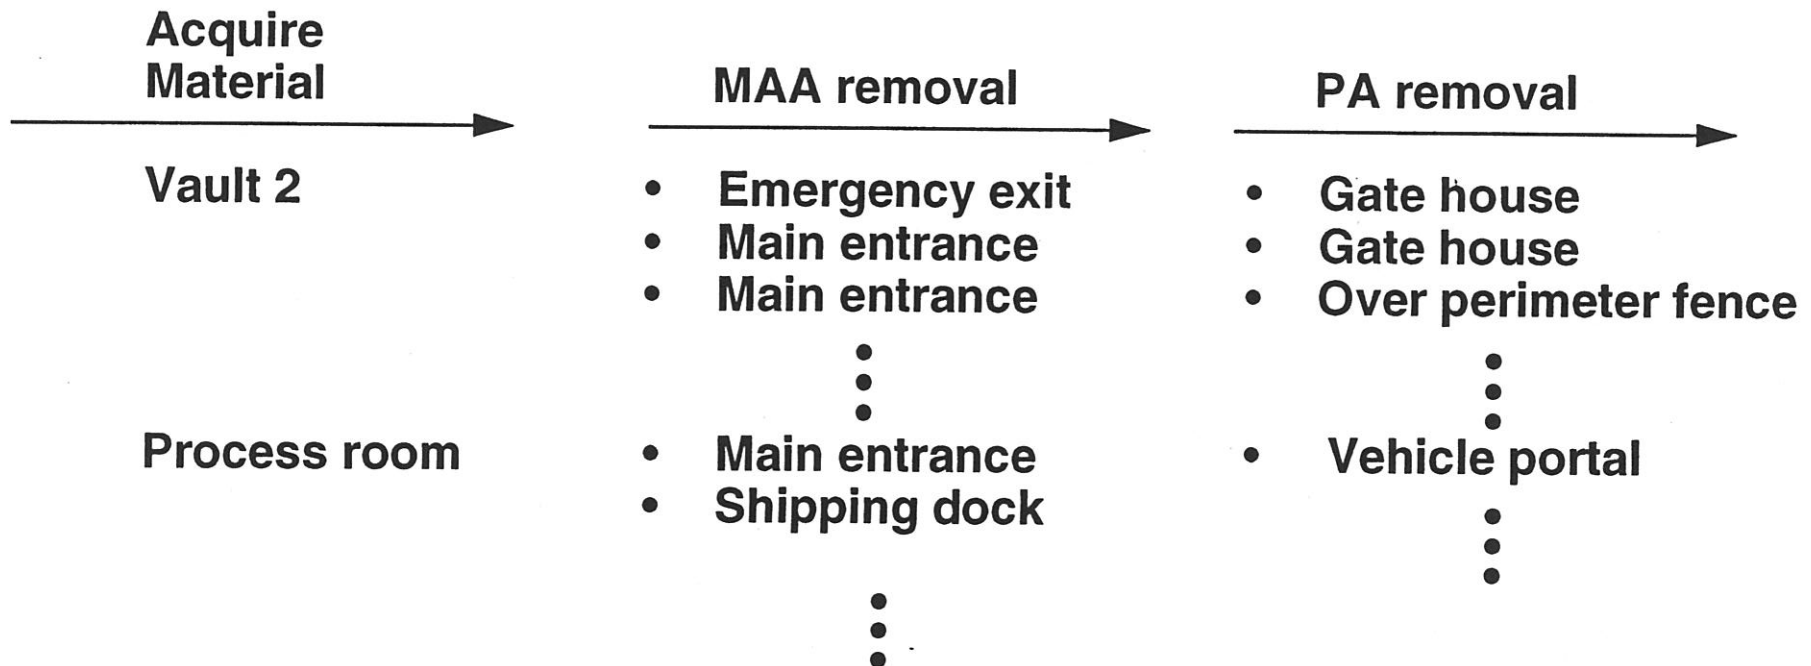 Acquire
Material
MAA removal
PA removal
Vault 2
• Emergency exit
• Main entrance
• Main entrance
• Gate house
• Gate house
• Over perimeter fence
Process room
• Main entrance
• Shipping dock
• Vehicle portal